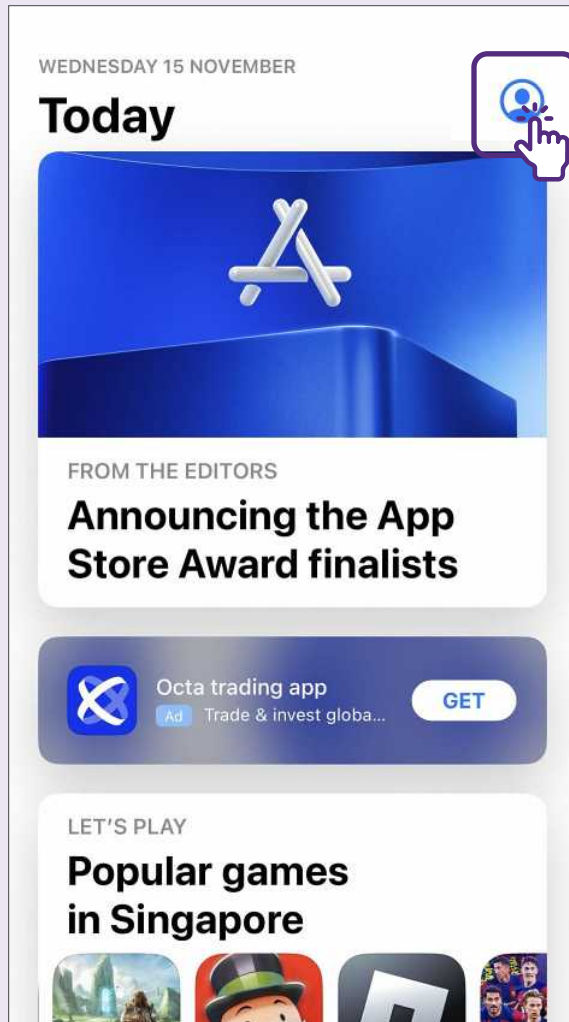 WEDNESDAY 15 NOVEMBER
Today
FROM THE EDITORS
Announcing the App
Store Award finalists
Octa trading app
Ad Trade & invest globa...
GET
LET'S PLAY
Popular games
in Singapore